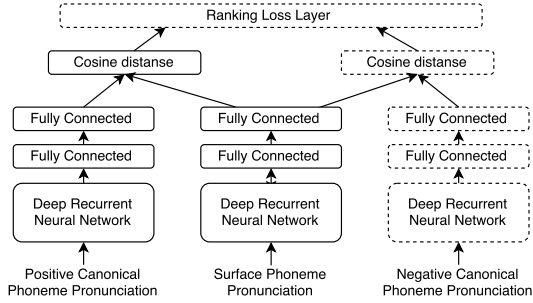 Ranking Loss Layer
Cosine distanse
Cosine distanse
Fully Connected
Fully Connected
Fully Connected
Fully Connected
Fully Connected
Fully Connected
Deep Recurrent
Neural Network
Deep Recurrent
Neural Network
Deep Recurrent
Neural Network
Positive Canonical
Phoneme Pronunciation
Surface Phoneme
Pronunciation
Negative Canonical
Phoneme Pronunciation